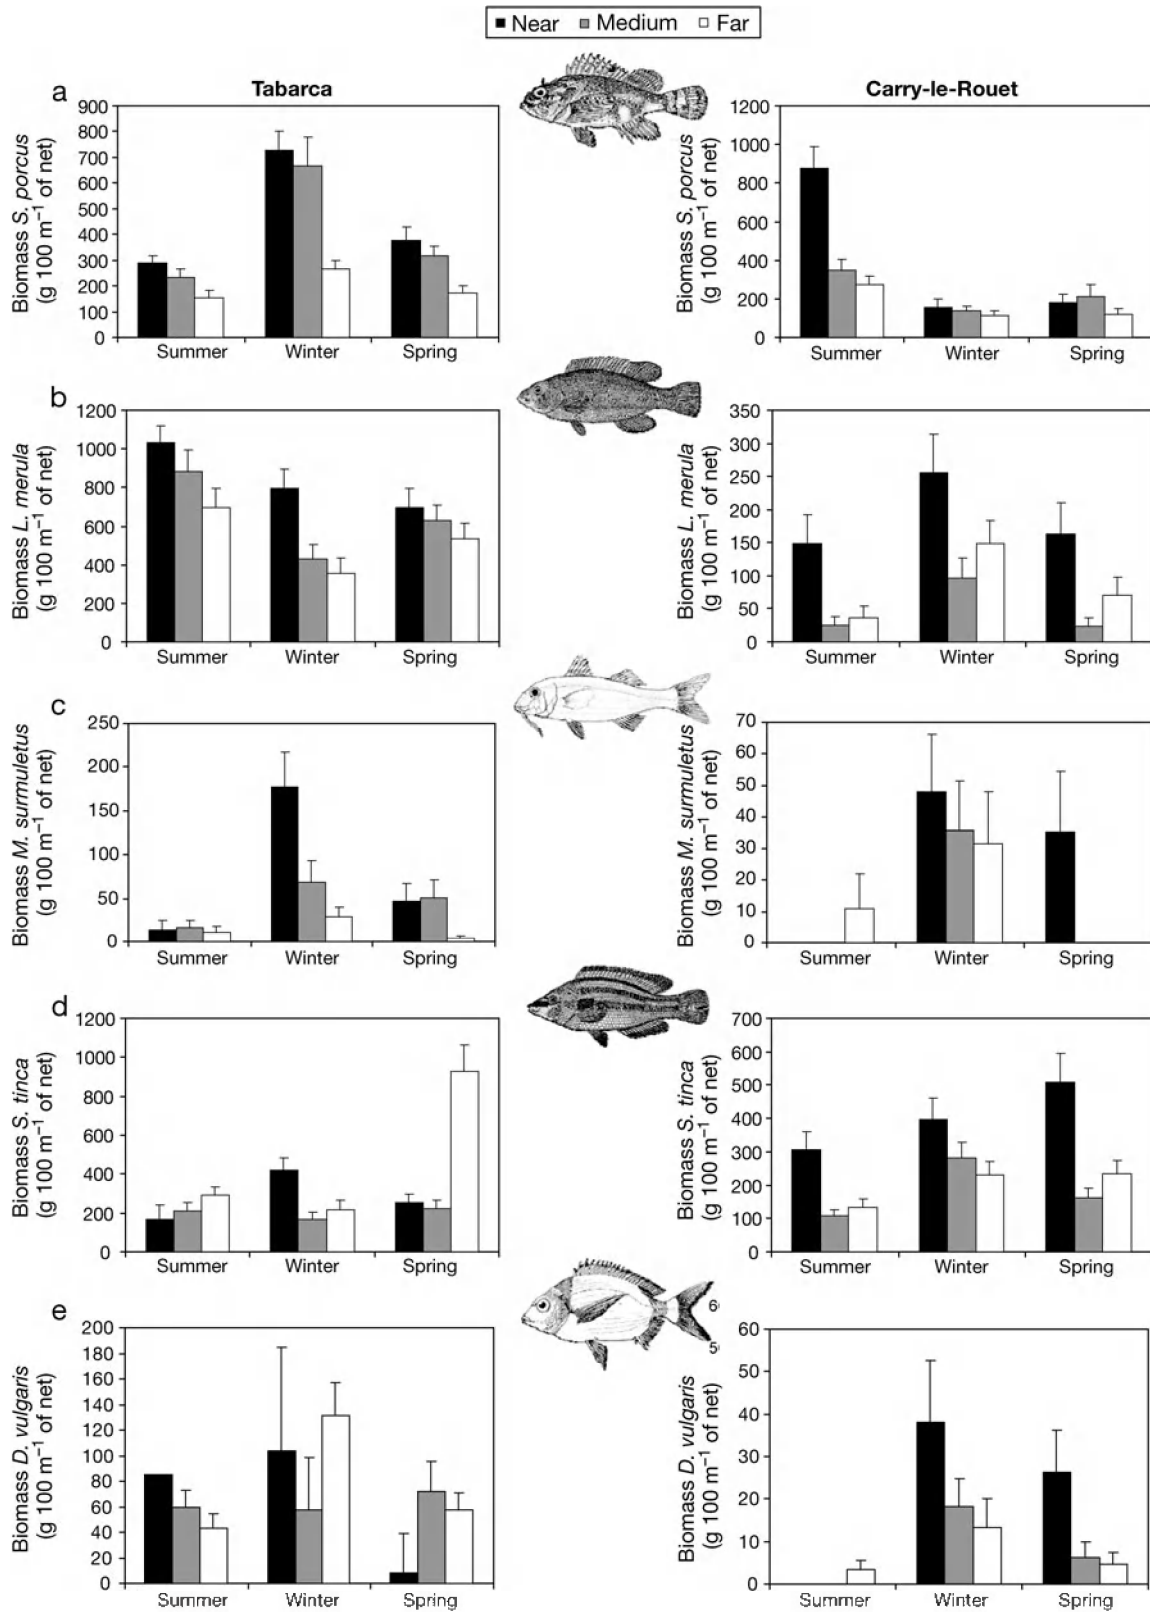 Near Medium Far
a
Tabarca
Carry-le-Rouet
Biomass S. porcus
(g 100 m⁻¹ of net)
900
800
700
600
500
400
300
200
100
0
Summer Winter Spring
Biomass S. porcus
(g 100 m⁻¹ of net)
1200
1000
800
600
400
200
0
Summer Winter Spring
b
Biomass L. merula
(g 100 m⁻¹ of net)
1200
1000
800
600
400
200
0
Summer Winter Spring
Biomass L. merula
(g 100 m⁻¹ of net)
350
300
250
200
150
100
50
0
Summer Winter Spring
c
Biomass M. surmuletus
(g 100 m⁻¹ of net)
250
200
150
100
50
0
Summer Winter Spring
Biomass M. surmuletus
(g 100 m⁻¹ of net)
70
60
50
40
30
20
10
0
Summer Winter Spring
d
Biomass S. tinca
(g 100 m⁻¹ of net)
1200
1000
800
600
400
200
0
Summer Winter Spring
Biomass S. tinca
(g 100 m⁻¹ of net)
700
600
500
400
300
200
100
0
Summer Winter Spring
e
Biomass D. vulgaris
(g 100 m⁻¹ of net)
200
180
160
140
120
100
80
60
40
20
0
Summer Winter Spring
6
5
Biomass D. vulgaris
(g 100 m⁻¹ of net)
60
50
40
30
20
10
0
Summer Winter Spring